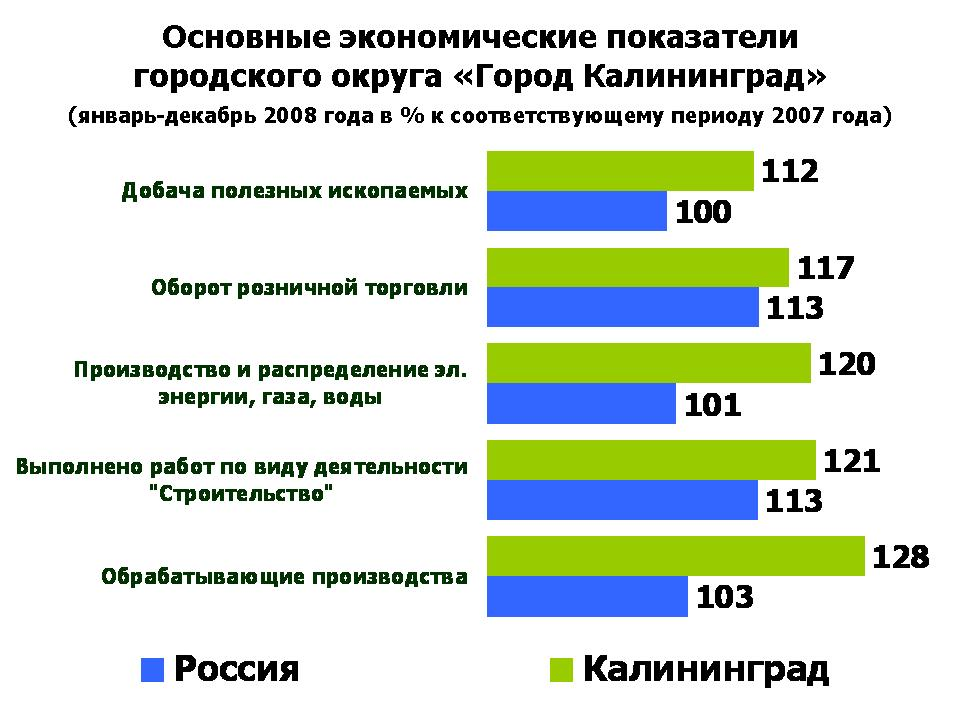 Основные экономические показатели
городского округа «Город Калининград»
(январь-декабрь 2008 года в % к соответствующему периоду 2007 года)
Добача полезных ископаемых
112
100
Оборот розничной торговли
117
113
Производство и распределение эл.
энергии, газа, воды
120
101
Выполнено работ по виду деятельности
"Строительство"
121
113
Обрабатывающие производства
128
103
Россия
Калининград